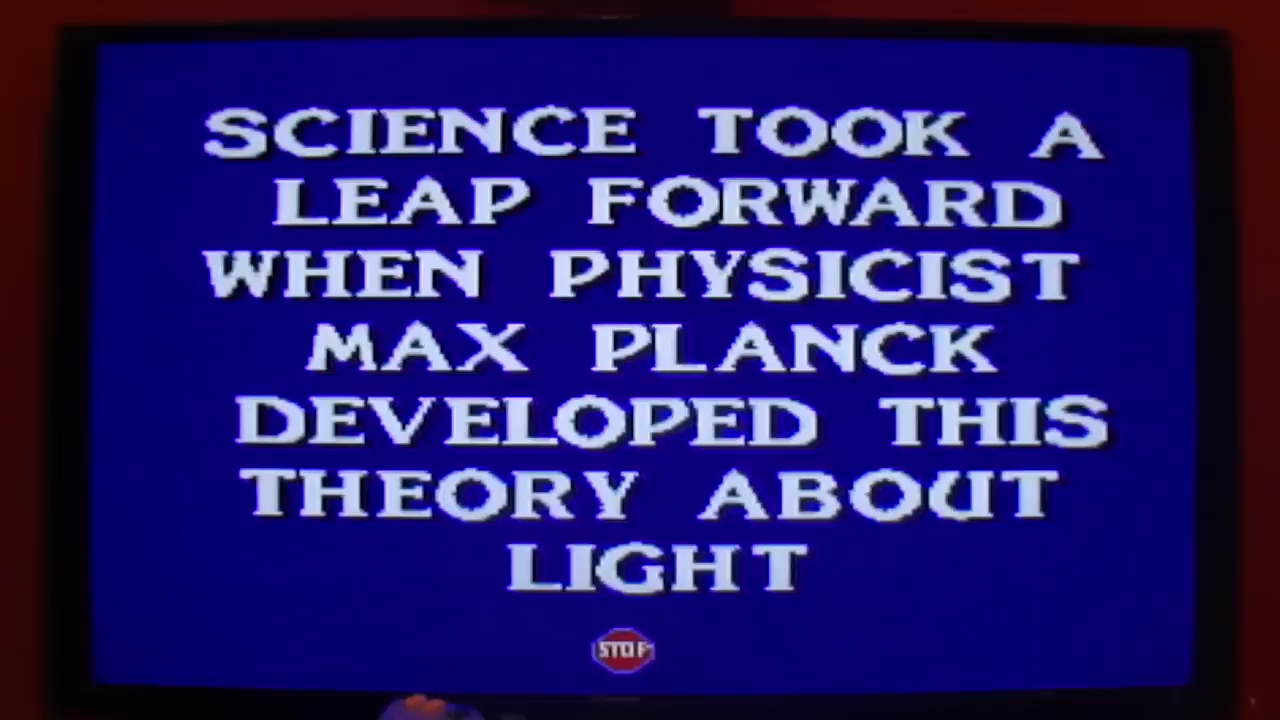 SCIENCE TOOK A
LEAP FORWARD
WHEN PHYSICIST
MAX PLANCK
DEVELOPED THIS
THEORY ABOUT
LIGHT
STOP